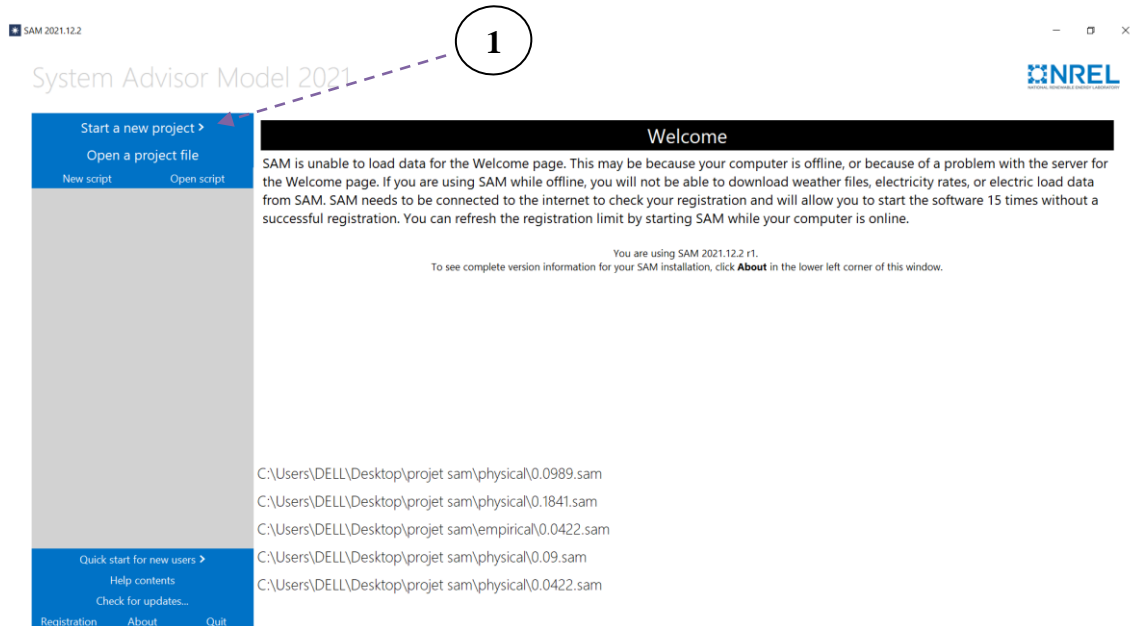 SAM 2021.12.2
1
System Advisor Model 2021
NREL
NATIONAL RENEWABLE ENERGY LABORATORY
Start a new project >
Open a project file
New script Open script
Welcome
SAM is unable to load data for the Welcome page. This may be because your computer is offline, or because of a problem with the server for
the Welcome page. If you are using SAM while offline, you will not be able to download weather files, electricity rates, or electric load data
from SAM. SAM needs to be connected to the internet to check your registration and will allow you to start the software 15 times without a
successful registration. You can refresh the registration limit by starting SAM while your computer is online.
You are using SAM 2021.12.2 r1.
To see complete version information for your SAM installation, click About in the lower left corner of this window.
C:\Users\DELL\Desktop\projet sam\physical\0.0989.sam
C:\Users\DELL\Desktop\projet sam\physical\0.1841.sam
C:\Users\DELL\Desktop\projet sam\empirical\0.0422.sam
C:\Users\DELL\Desktop\projet sam\physical\0.09.sam
C:\Users\DELL\Desktop\projet sam\physical\0.0422.sam
Quick start for new users >
Help contents
Check for updates...
Registration About Quit